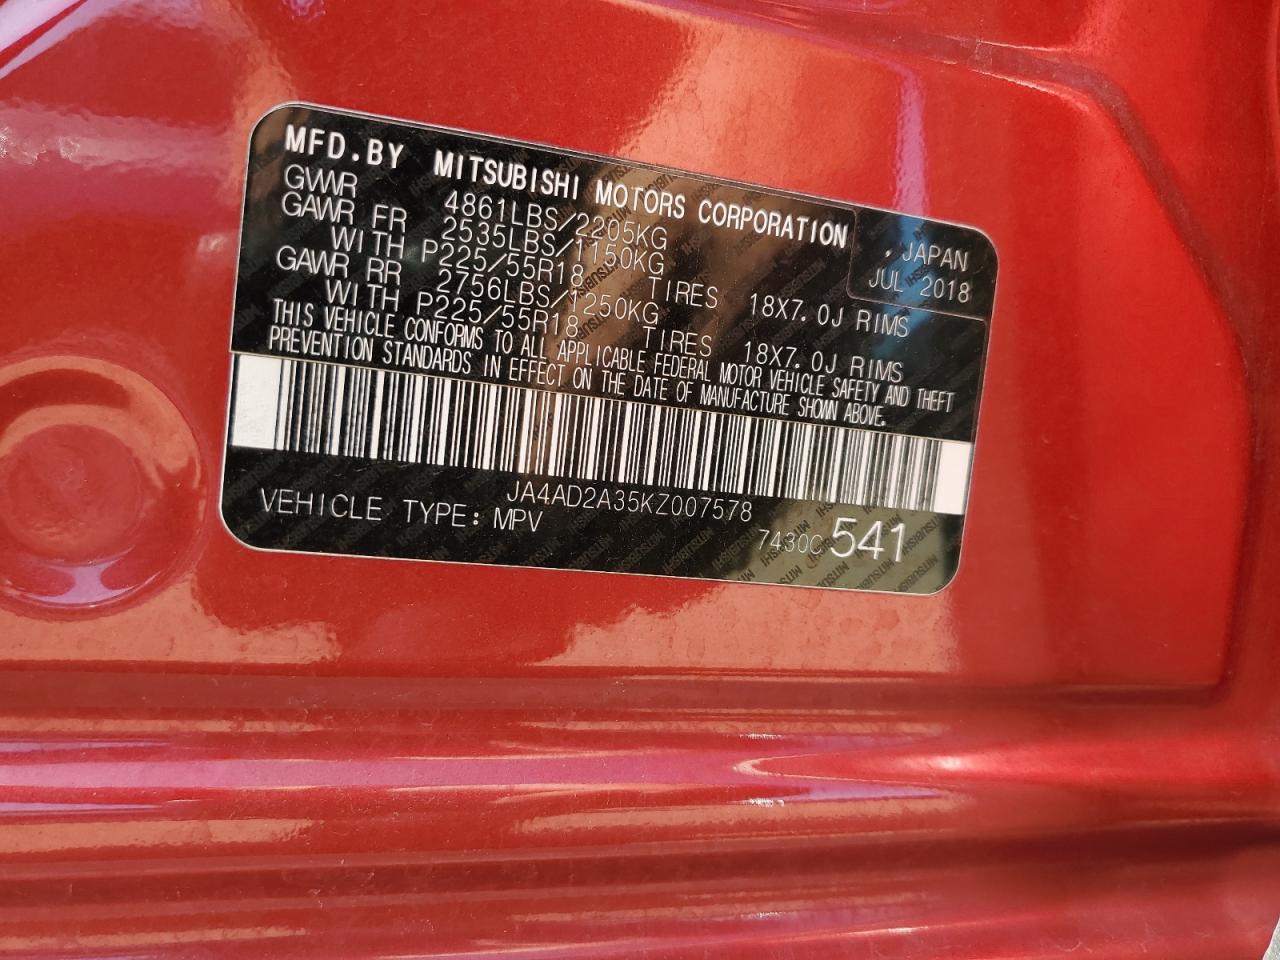 MFD.BY MITSUBISHI MOTORS CORPORATION
, JAPAN
JUL 2018
GVWR 4861LBS/2205KG
GAWR FR 2535LBS/1150KG
WITH P225/55R18 TIRES 18X7.0J RIMS
GAWR RR 2756LBS/1250KG
WITH P225/55R18 TIRES 18X7.0J RIMS
THIS VEHICLE CONFORMS TO ALL APPLICABLE FEDERAL MOTOR VEHICLE SAFETY AND THEFT
PREVENTION STANDARDS IN EFFECT ON THE DATE OF MANUFACTURE SHOWN ABOVE.
JA4AD2A35KZ007578
VEHICLE TYPE: MPV
7430C 541